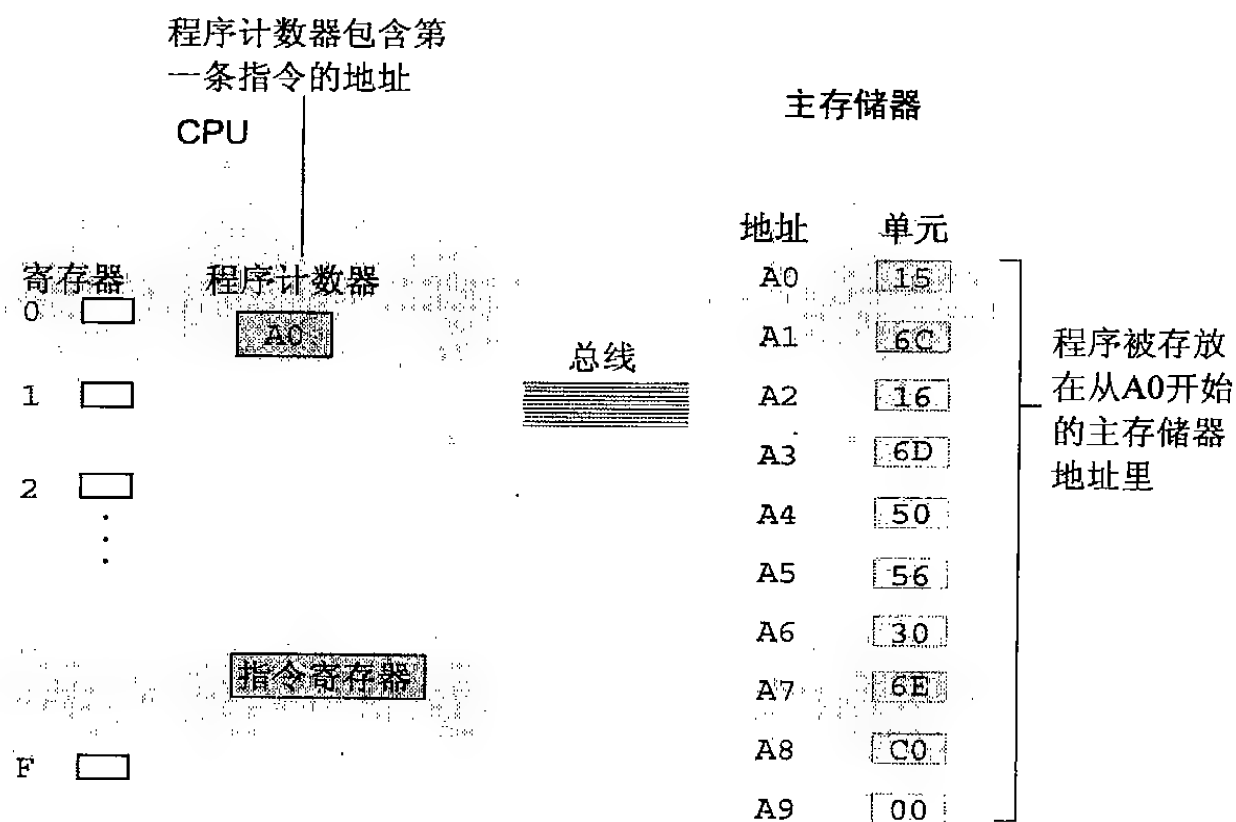 程序计数器包含第
一条指令的地址
CPU
主存储器
地址 单元
寄存器 程序计数器
0
A0
1
2
总线
指令寄存器
F
A0 15
A1 6C
A2 16
A3 6D
A4 50
A5 56
A6 30
A7 6E
A8 C0
A9 00
程序被存放
在从A0开始
的主存储器
地址里